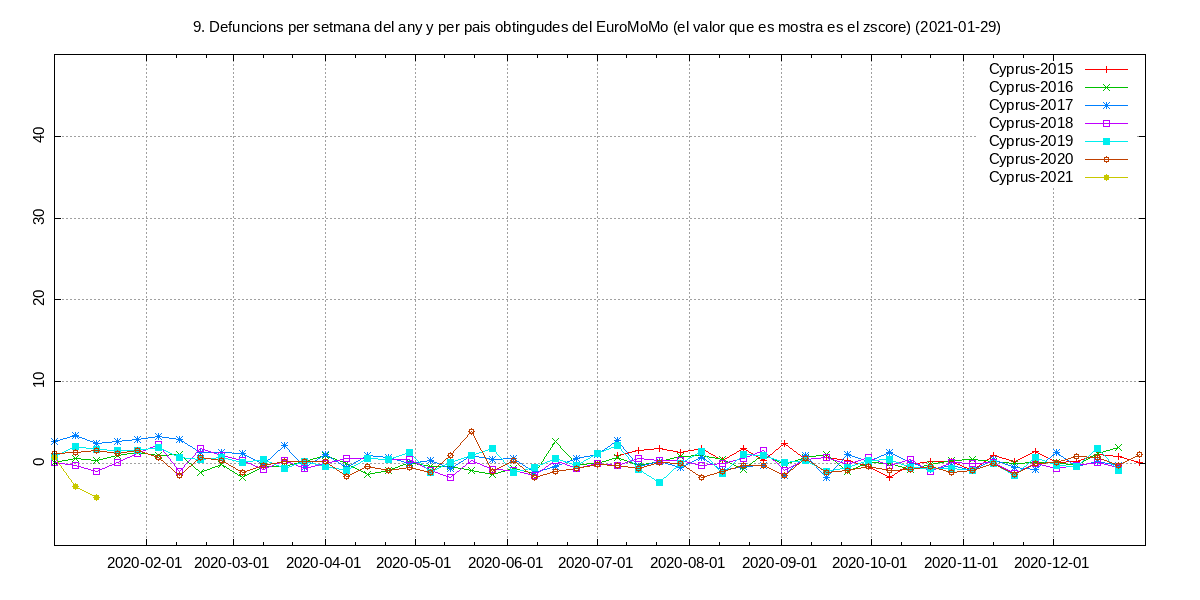 9. Defuncions per setmana del any y per pais obtingudes del EuroMoMo (el valor que es mostra es el zscore) (2021-01-29)
Cyprus-2015
Cyprus-2016
Cyprus-2017
Cyprus-2018
Cyprus-2019
Cyprus-2020
Cyprus-2021
40
30
20
10
0
2020-02-01 2020-03-01 2020-04-01 2020-05-01 2020-06-01 2020-07-01 2020-08-01 2020-09-01 2020-10-01 2020-11-01 2020-12-01